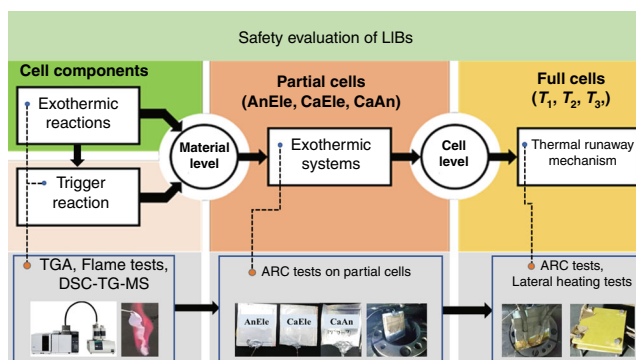 Safety evaluation of LIBs
Cell components
Exothermic
reactions
Trigger
reaction
Material
level
Partial cells
(AnEle, CaEle, CaAn)
Exothermic
systems
Cell
level
Full cells
(T₁, T₂, T₃,)
Thermal runaway
mechanism
TGA, Flame tests,
DSC-TG-MS
ARC tests on partial cells
AnEle CaEle CaAn
ARC tests,
Lateral heating tests